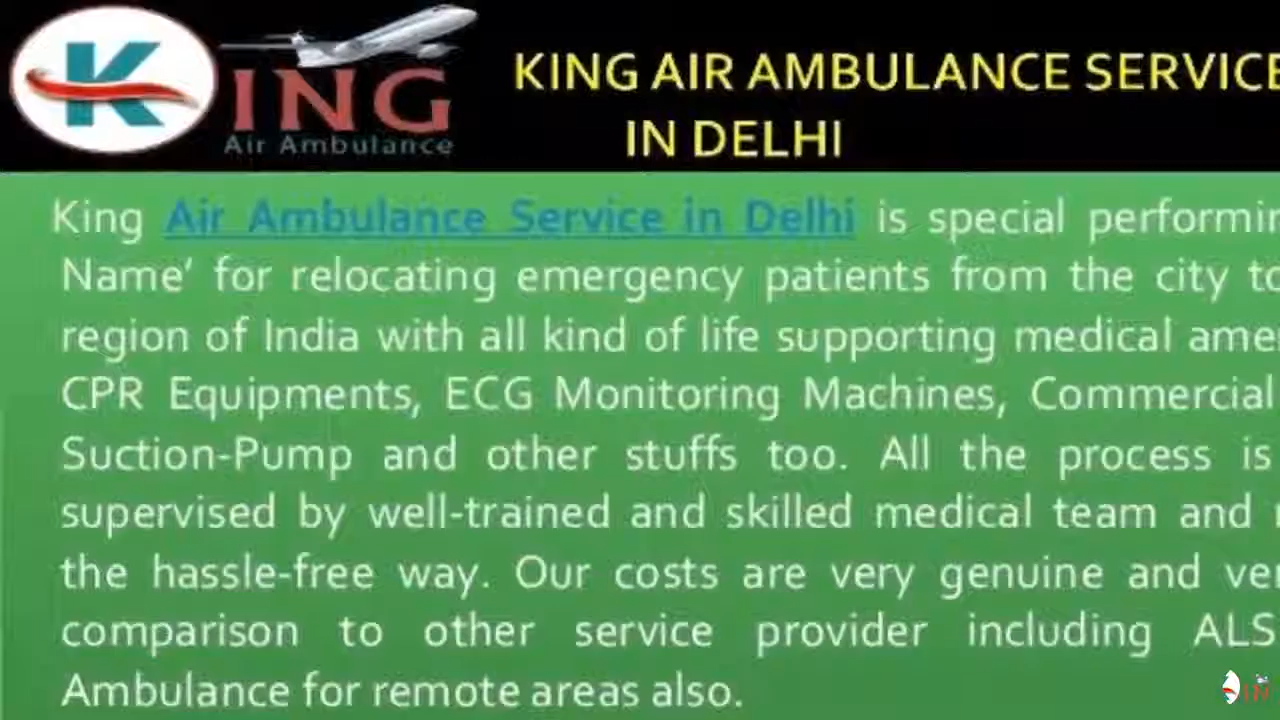 KING
Air Ambulance
KING AIR AMBULANCE SERVICE
IN DELHI
King Air Ambulance Service in Delhi is special performin
Name’ for relocating emergency patients from the city to
region of India with all kind of life supporting medical ame
CPR Equipments, ECG Monitoring Machines, Commercial
Suction-Pump and other stuffs too. All the process is
supervised by well-trained and skilled medical team and
the hassle-free way. Our costs are very genuine and ver
comparison to other service provider including ALS
Ambulance for remote areas also.
IN